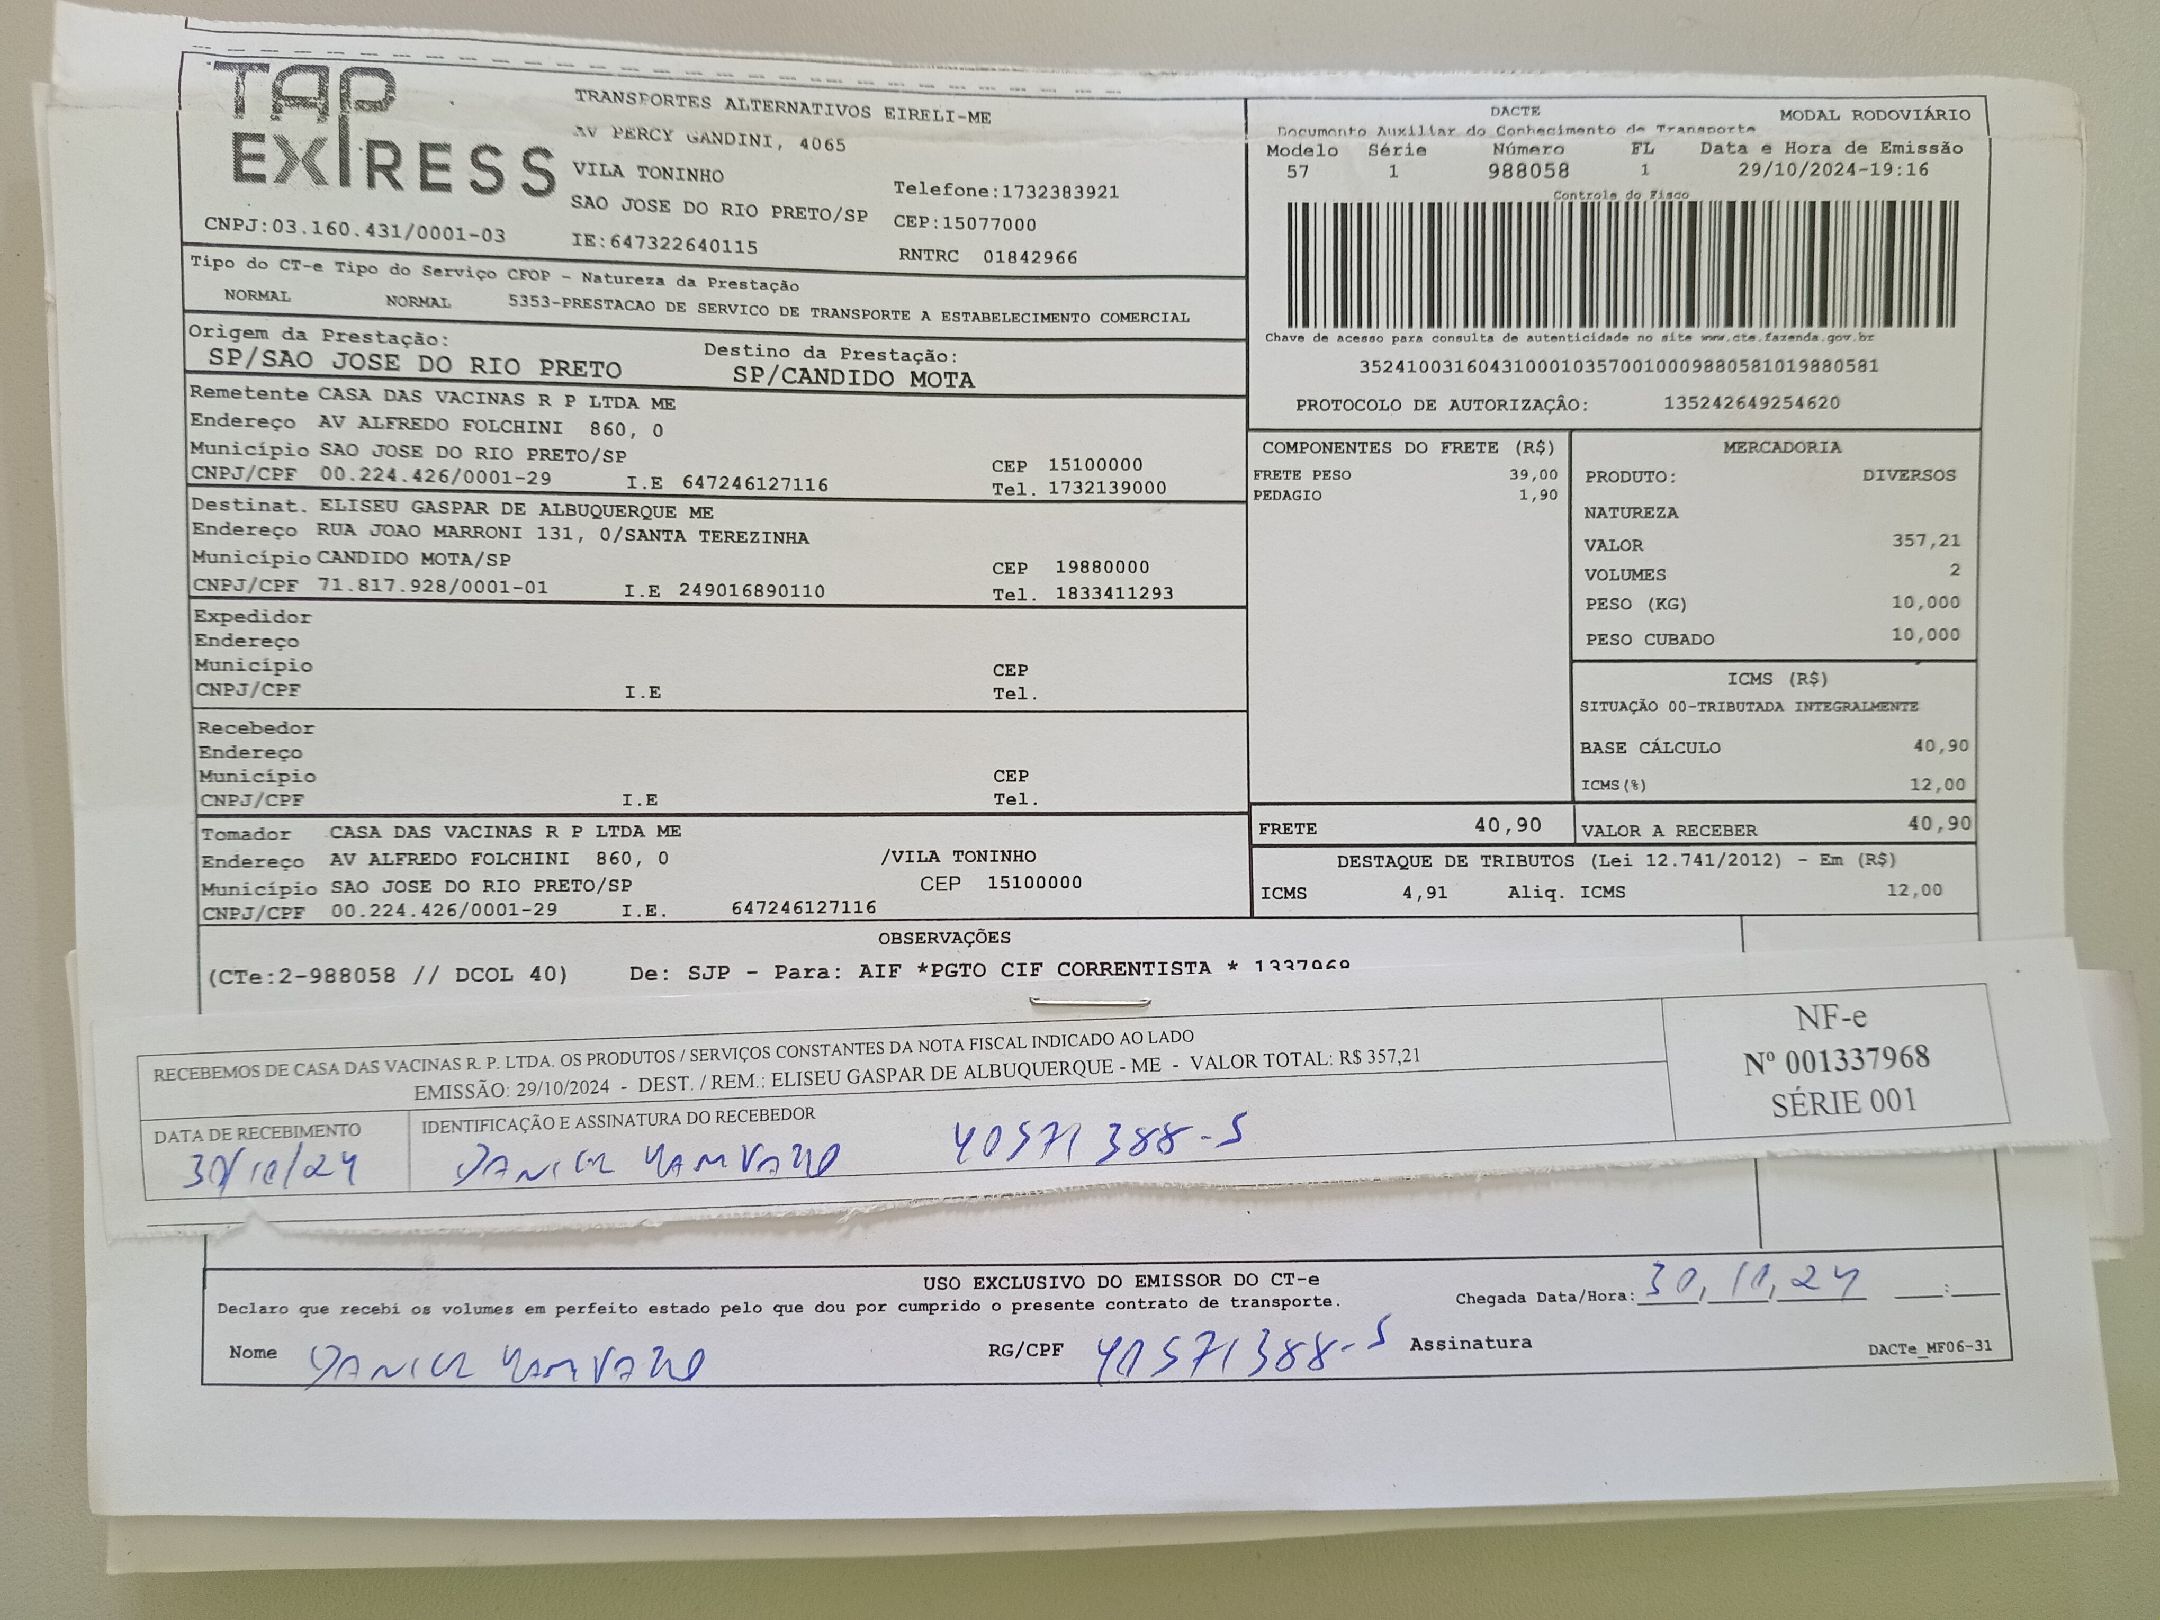 TAP
EXPRESS
CNPJ:03.160.431/0001-03
TRANSPORTES ALTERNATIVOS EIRELI-ME
AV PERCY GANDINI, 4065
VILA TONINHO
Telefone:1732383921
SAO JOSE DO RIO PRETO/SP CEP:15077000
IE:647322640115 RNTRC 01842966
Tipo do CT-e Tipo do Serviço CFOP - Natureza da Prestação
NORMAL NORMAL 5353-PRESTACAO DE SERVICO DE TRANSPORTE A ESTABELECIMENTO COMERCIAL
Origem da Prestação: Destino da Prestação:
SP/SAO JOSE DO RIO PRETO SP/CANDIDO MOTA
DACTE MODAL RODOVIÁRIO
Documento Auxiliar do Conhecimento de Transporte
Modelo Série Número FL Data e Hora de Emissão
57 1 988058 1 29/10/2024-19:16
Controle do Fisco
Chave de acesso para consulta de autenticidade no site www.cte.fazenda.gov.br
35241003160431000103570010009880581019880581
PROTOCOLO DE AUTORIZAÇÂO: 135242649254620
Remetente CASA DAS VACINAS R P LTDA ME
Endereço AV ALFREDO FOLCHINI 860, 0
Município SAO JOSE DO RIO PRETO/SP CEP 15100000
CNPJ/CPF 00.224.426/0001-29 I.E 647246127116 Tel. 1732139000
Destinat. ELISEU GASPAR DE ALBUQUERQUE ME
Endereço RUA JOAO MARRONI 131, 0/SANTA TEREZINHA
Município CANDIDO MOTA/SP CEP 19880000
CNPJ/CPF 71.817.928/0001-01 I.E 249016890110 Tel. 1833411293
Expedidor
Endereço
Município CEP
CNPJ/CPF I.E Tel.
Recebedor
Endereço
Município CEP
CNPJ/CPF I.E Tel.
Tomador CASA DAS VACINAS R P LTDA ME
Endereço AV ALFREDO FOLCHINI 860, 0 /VILA TONINHO
Município SAO JOSE DO RIO PRETO/SP CEP 15100000
CNPJ/CPF 00.224.426/0001-29 I.E. 647246127116
COMPONENTES DO FRETE (R$)
FRETE PESO 39,00
PEDAGIO 1,90
MERCADORIA
PRODUTO: DIVERSOS
NATUREZA
VALOR 357,21
VOLUMES 2
PESO (KG) 10,000
PESO CUBADO 10,000
ICMS (R$)
SITUAÇÃO 00-TRIBUTADA INTEGRALMENTE
BASE CÁLCULO 40,90
ICMS(%) 12,00
FRETE 40,90 VALOR A RECEBER 40,90
DESTAQUE DE TRIBUTOS (Lei 12.741/2012) - Em (R$)
ICMS 4,91 Aliq. ICMS 12,00
OBSERVAÇÕES
(CTe:2-988058 // DCOL 40) De: SJP - Para: AIF *PGTO CIF CORRENTISTA * 1337968
RECEBEMOS DE CASA DAS VACINAS R. P. LTDA. OS PRODUTOS / SERVIÇOS CONSTANTES DA NOTA FISCAL INDICADO AO LADO
EMISSÃO: 29/10/2024 - DEST. / REM.: ELISEU GASPAR DE ALBUQUERQUE - ME - VALOR TOTAL: R$ 357,21
DATA DE RECEBIMENTO IDENTIFICAÇÃO E ASSINATURA DO RECEBEDOR
30/10/24 40571388-5
NF-e
Nº 001337968
SÉRIE 001
USO EXCLUSIVO DO EMISSOR DO CT-e
Declaro que recebi os volumes em perfeito estado pelo que dou por cumprido o presente contrato de transporte. Chegada Data/Hora: 30, 10, 24 :
Nome RG/CPF 40571388-5 Assinatura
DACTe_MF06-31